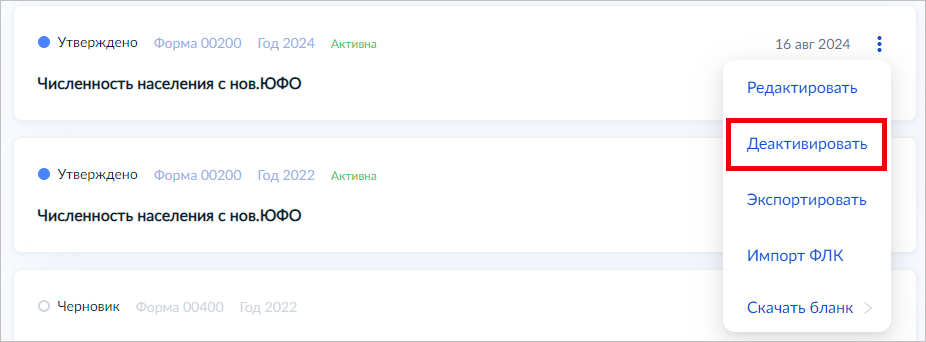 Утверждено Форма 00200 Год 2024 Активна 16 авг 2024
Численность населения с нов.ЮФО
Редактировать
Деактивировать
Утверждено Форма 00200 Год 2022 Активна
Экспортировать
Численность населения с нов.ЮФО
Импорт ФЛК
Черновик Форма 00400 Год 2022
Скачать бланк